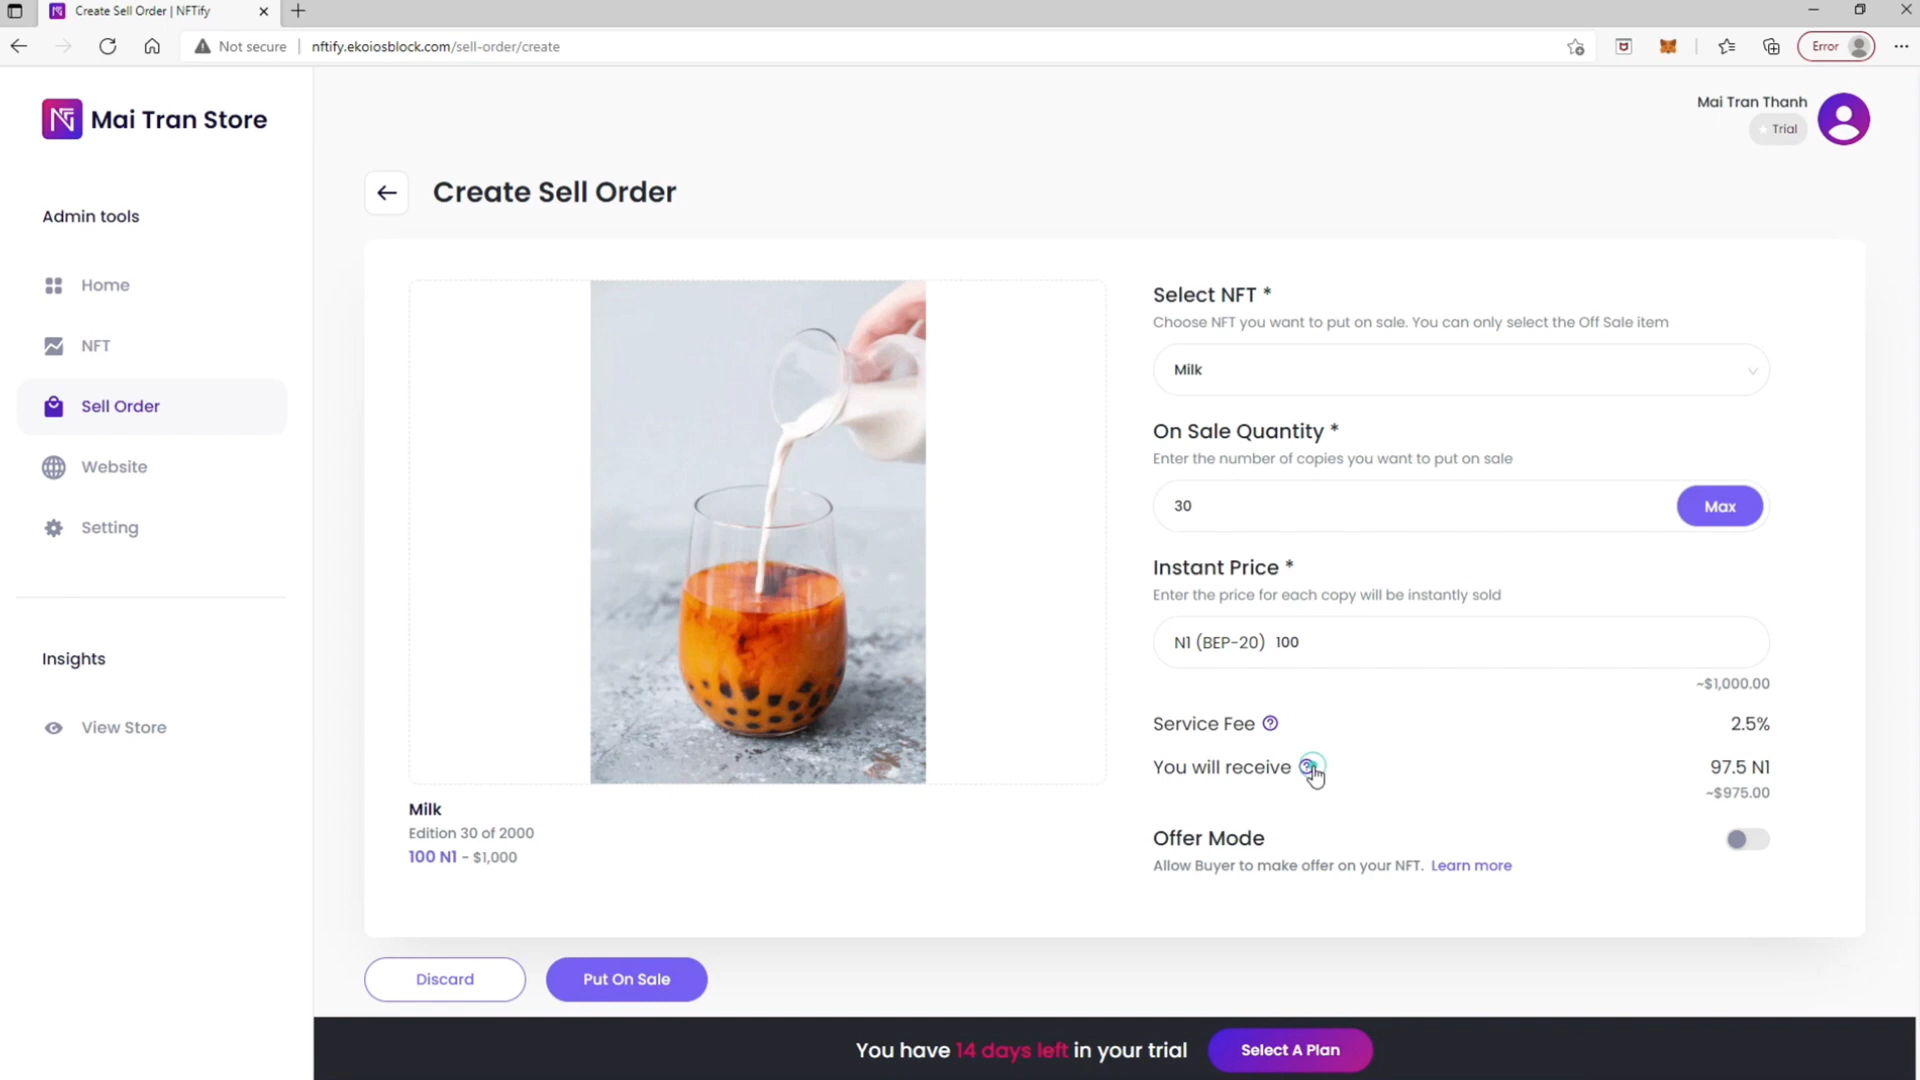 Create Sell Order | NFTify
Not secure
nftify.ekoiosblock.com/sell-order/create
Error
Mai Tran Store
Mai Tran Thanh
Trial
Create Sell Order
Admin tools
Home
NFT
Sell Order
Website
Setting
Insights
View Store
Milk
Edition 30 of 2000
100 N1 - $1,000
Select NFT *
Choose NFT you want to put on sale. You can only select the Off Sale item
Milk
On Sale Quantity *
Enter the number of copies you want to put on sale
30
Max
Instant Price *
Enter the price for each copy will be instantly sold
N1 (BEP-20) 100
~$1,000.00
Service Fee
2.5%
You will receive
97.5 N1
~$975.00
Offer Mode
Allow Buyer to make offer on your NFT. Learn more
Discard
Put On Sale
You have 14 days left in your trial
Select A Plan